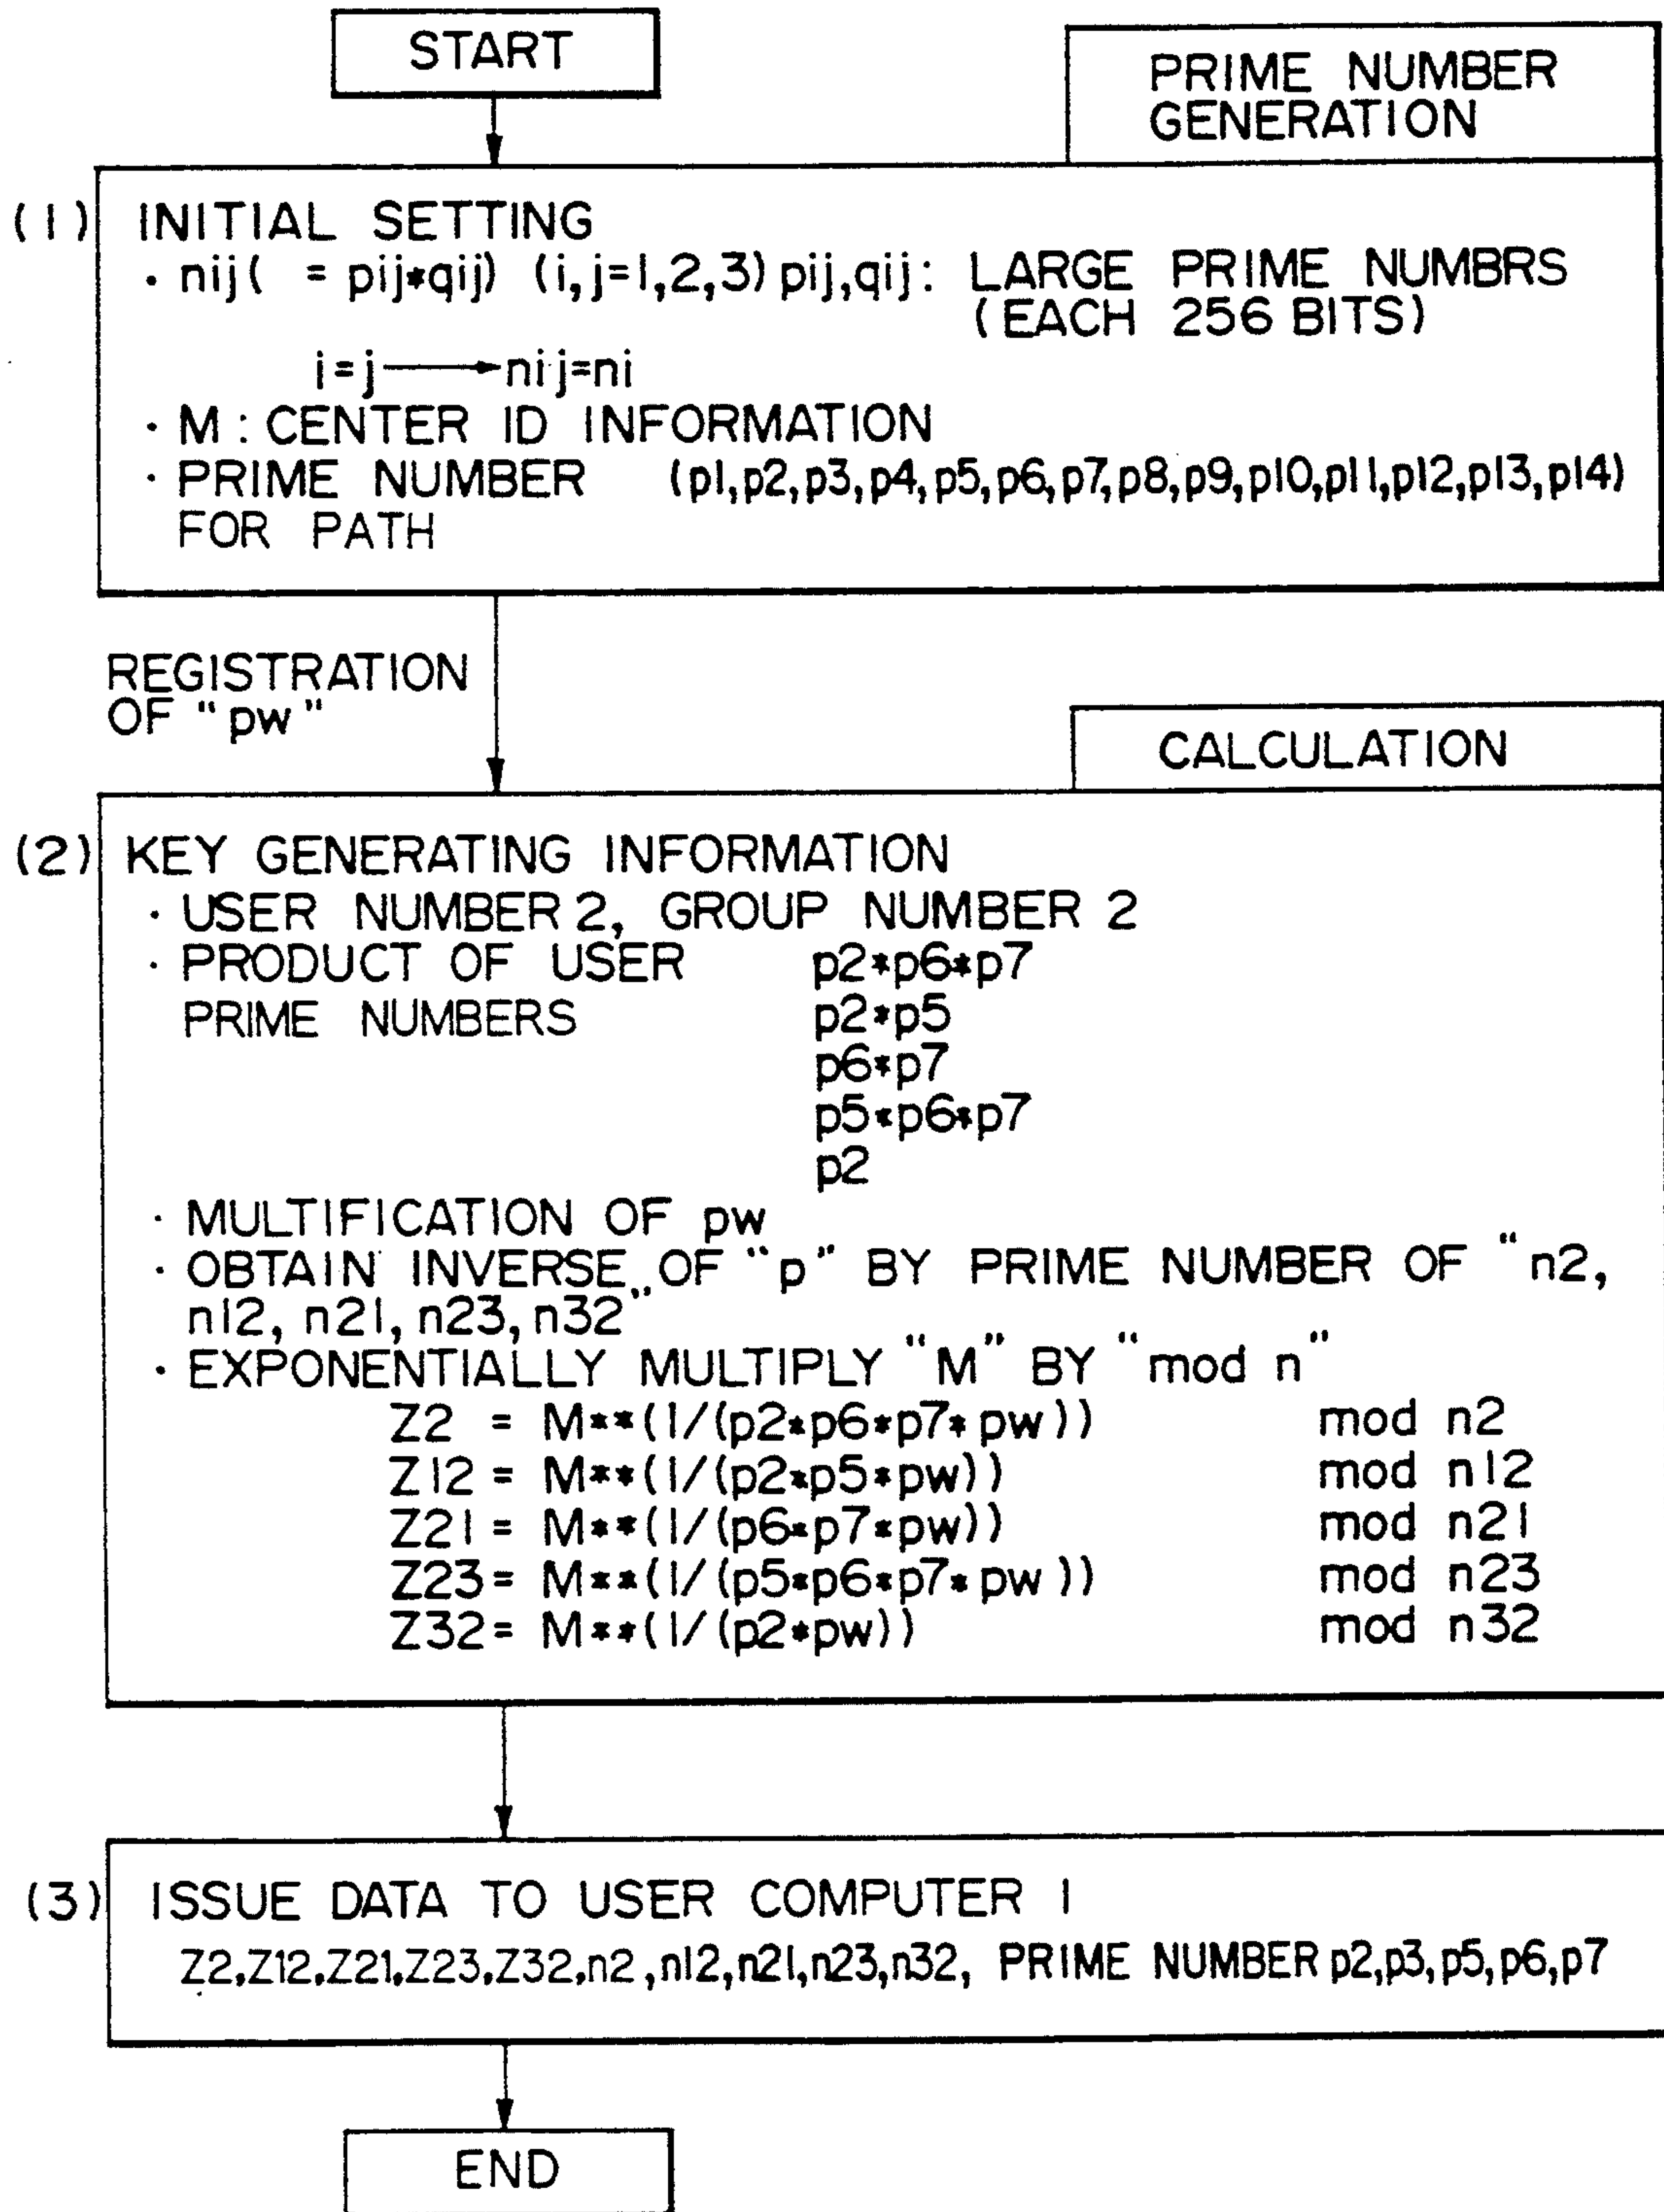 START
PRIME NUMBER
GENERATION
(1) INITIAL SETTING
· nij( = pij*qij) (i,j=1,2,3) pij,qij: LARGE PRIME NUMBRS
(EACH 256 BITS)
i=j → nij=ni
· M : CENTER ID INFORMATION
· PRIME NUMBER (p1,p2,p3,p4,p5,p6,p7,p8,p9,p10,p11,p12,p13,p14)
FOR PATH
REGISTRATION
OF "pw"
CALCULATION
(2) KEY GENERATING INFORMATION
· USER NUMBER 2, GROUP NUMBER 2
· PRODUCT OF USER p2*p6*p7
PRIME NUMBERS p2*p5
p6*p7
p5*p6*p7
p2
· MULTIFICATION OF pw
· OBTAIN INVERSE OF "p" BY PRIME NUMBER OF "n2,
n12, n21, n23, n32"
· EXPONENTIALLY MULTIPLY "M" BY "mod n"
Z2 = M**(1/(p2*p6*p7*pw)) mod n2
Z12 = M**(1/(p2*p5*pw)) mod n12
Z21 = M**(1/(p6*p7*pw)) mod n21
Z23 = M**(1/(p5*p6*p7*pw)) mod n23
Z32 = M**(1/(p2*pw)) mod n32
(3) ISSUE DATA TO USER COMPUTER 1
Z2,Z12,Z21,Z23,Z32,n2,n12,n21,n23,n32, PRIME NUMBER p2,p3,p5,p6,p7
END